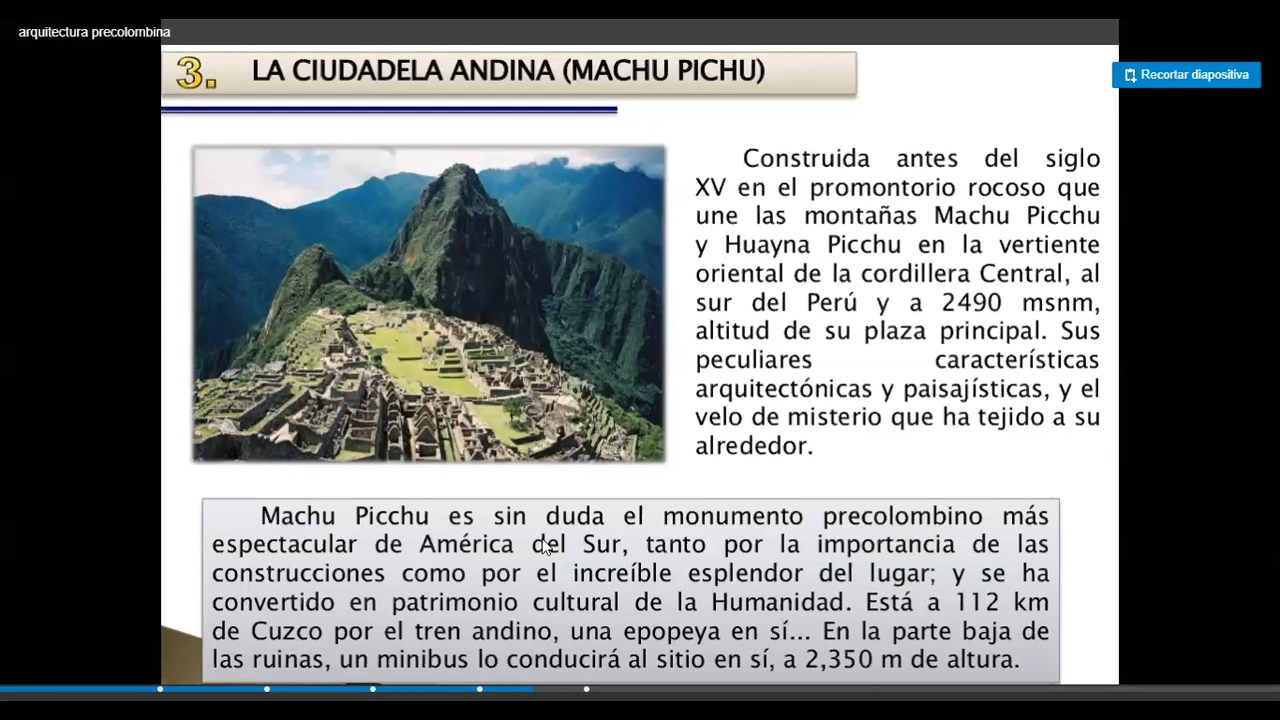 arquitectura precolombina
3. LA CIUDADELA ANDINA (MACHU PICHU)
Recortar diapositiva
Construida antes del siglo
XV en el promontorio rocoso que
une las montañas Machu Picchu
y Huayna Picchu en la vertiente
oriental de la cordillera Central, al
sur del Perú y a 2490 msnm,
altitud de su plaza principal. Sus
peculiares características
arquitectónicas y paisajísticas, y el
velo de misterio que ha tejido a su
alrededor.
Machu Picchu es sin duda el monumento precolombino más
espectacular de América del Sur, tanto por la importancia de las
construcciones como por el increíble esplendor del lugar; y se ha
convertido en patrimonio cultural de la Humanidad. Está a 112 km
de Cuzco por el tren andino, una epopeya en sí... En la parte baja de
las ruinas, un minibus lo conducirá al sitio en sí, a 2,350 m de altura.